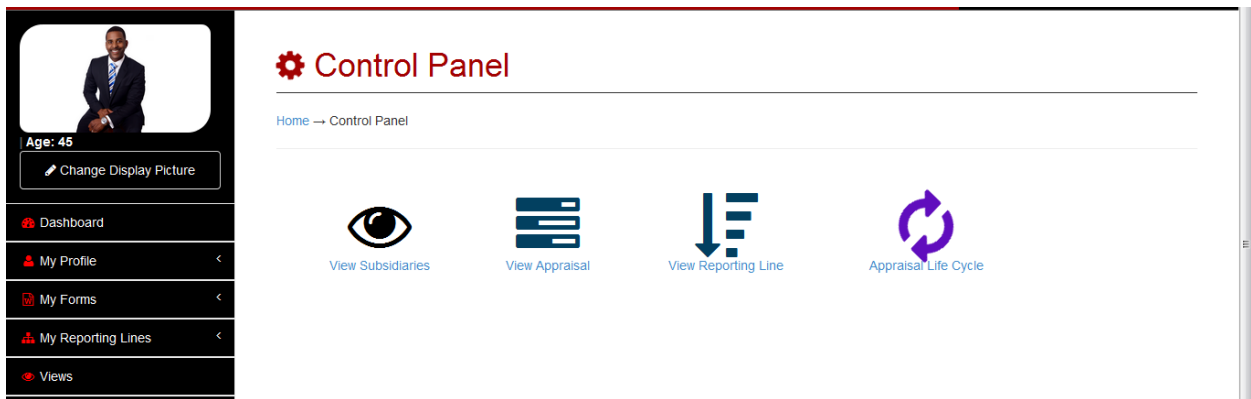 Control Panel
Home → Control Panel
| Age: 45
Change Display Picture
Dashboard
My Profile
My Forms
My Reporting Lines
Views
View Subsidiaries
View Appraisal
View Reporting Line
Appraisal Life Cycle